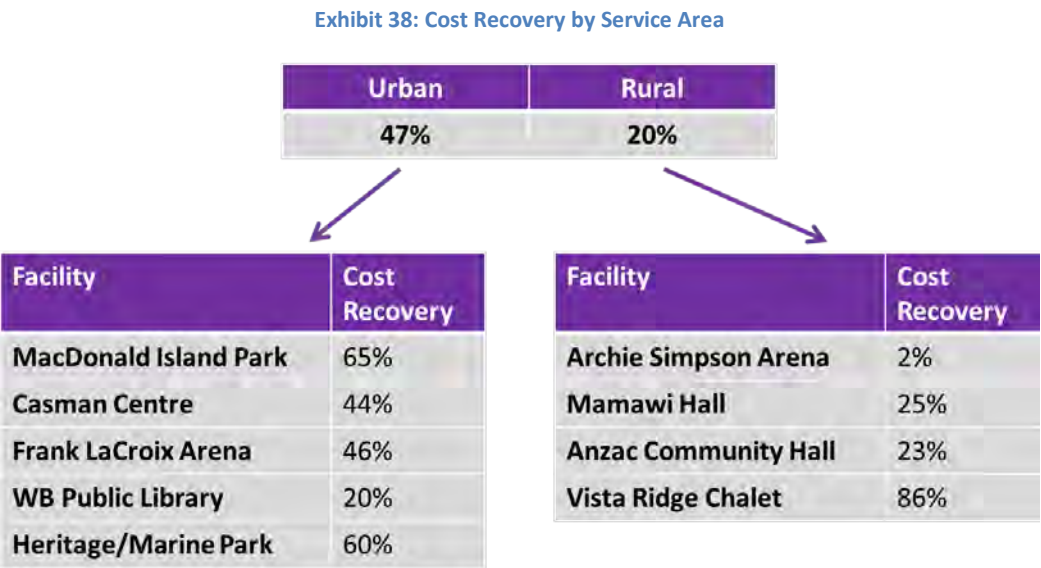 Exhibit 38: Cost Recovery by Service Area
Urban Rural
47% 20%
Facility Cost Recovery
MacDonald Island Park 65%
Casman Centre 44%
Frank LaCroix Arena 46%
WB Public Library 20%
Heritage/Marine Park 60%
Facility Cost Recovery
Archie Simpson Arena 2%
Mamawi Hall 25%
Anzac Community Hall 23%
Vista Ridge Chalet 86%